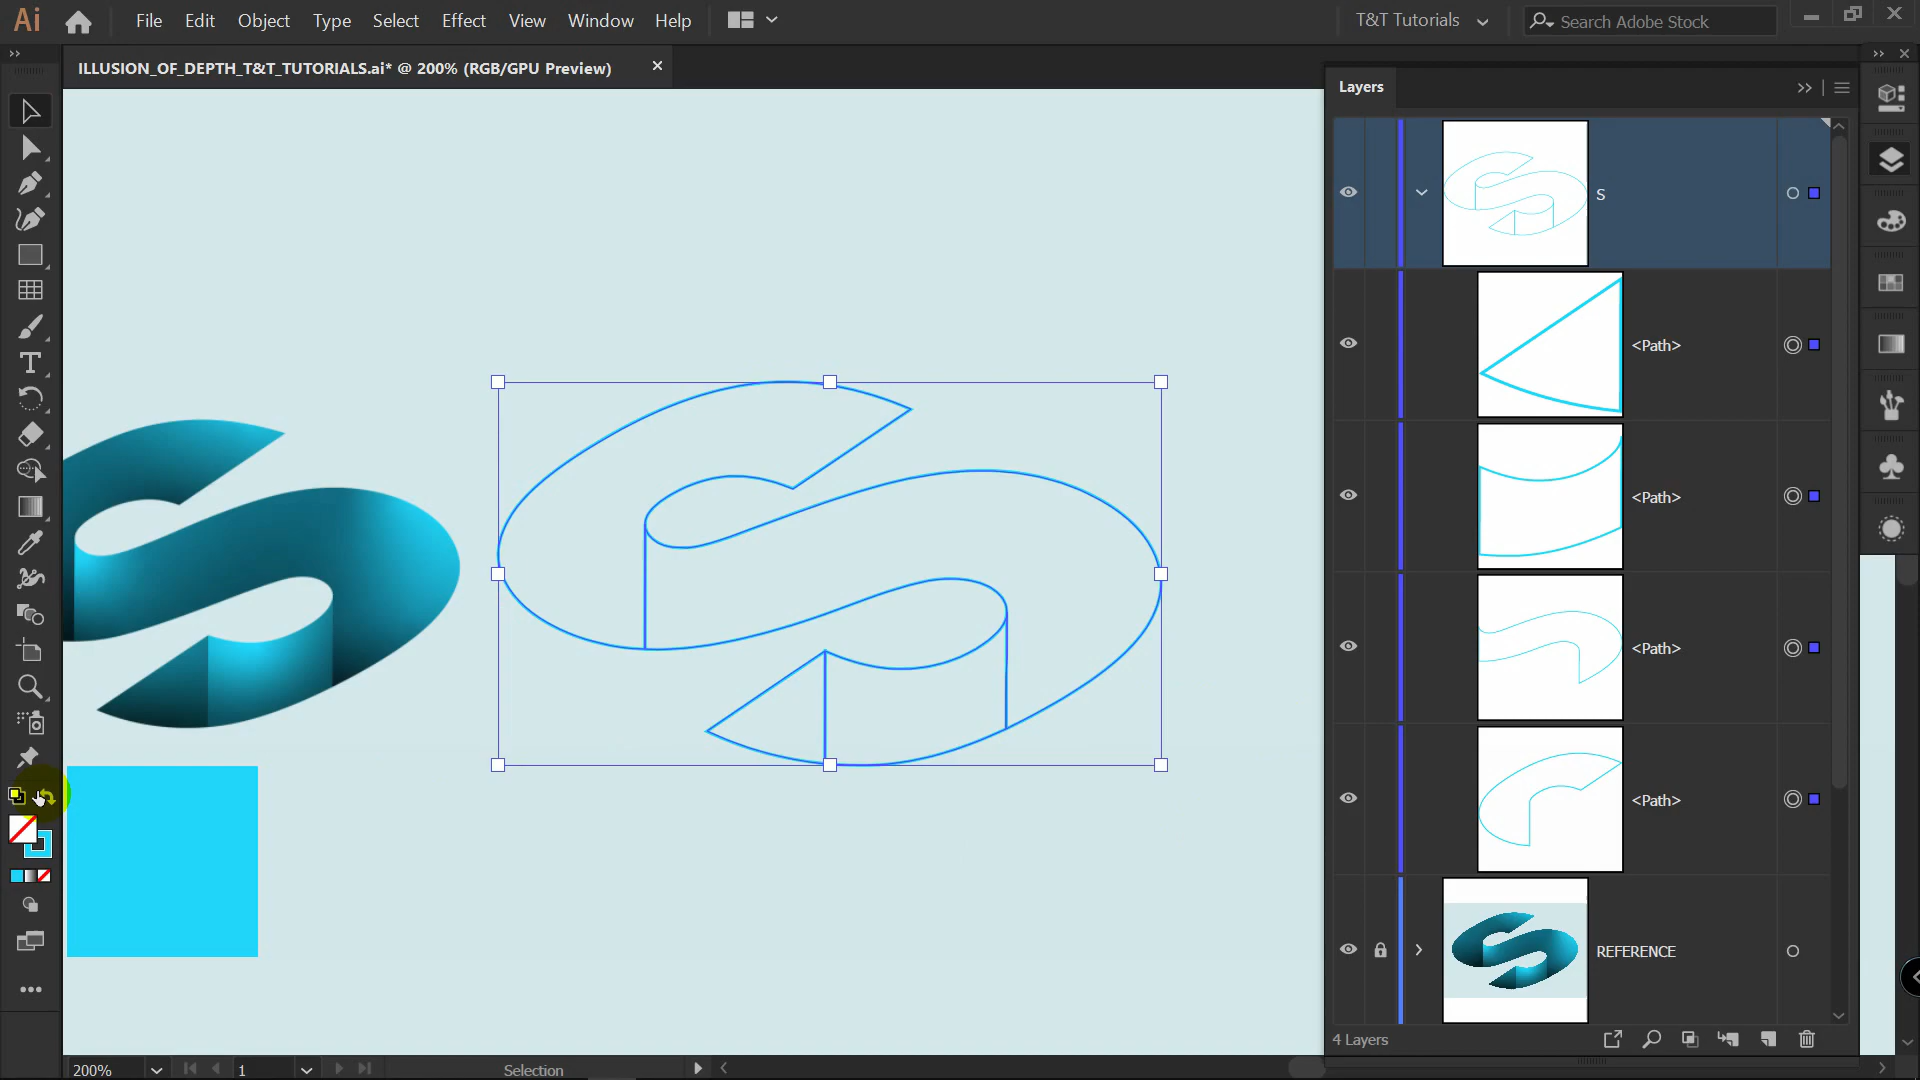 Ai File Edit Object Type Select Effect View Window Help T&T Tutorials Search Adobe Stock
ILLUSION_OF_DEPTH_T&T_TUTORIALS.ai* @ 200% (RGB/GPU Preview)
Layers
S
<Path>
<Path>
<Path>
<Path>
REFERENCE
4 Layers
200% 1 Selection